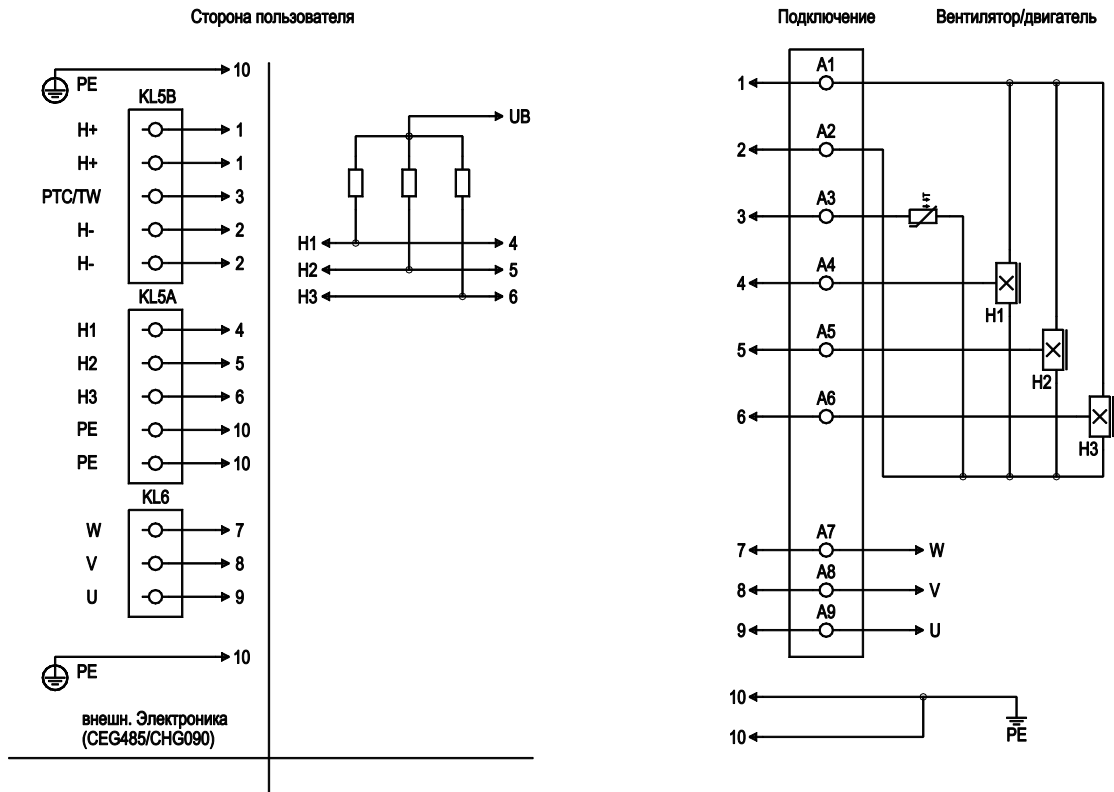 Сторона пользователя
Подключение
Вентилятор/двигатель
PE
10
KL5B
H+
1
H+
1
PTC/TW
3
H-
2
H-
2
KL5A
H1
4
H2
5
H3
6
PE
10
PE
10
KL6
W
7
V
8
U
9
PE
10
внешн. Электроника
(CEG485/CHG090)
UB
H1
4
H2
5
H3
6
1
A1
2
A2
3
A3
T
4
A4
H1
5
A5
H2
6
A6
H3
7
A7
W
8
A8
V
9
A9
U
10
10
PE